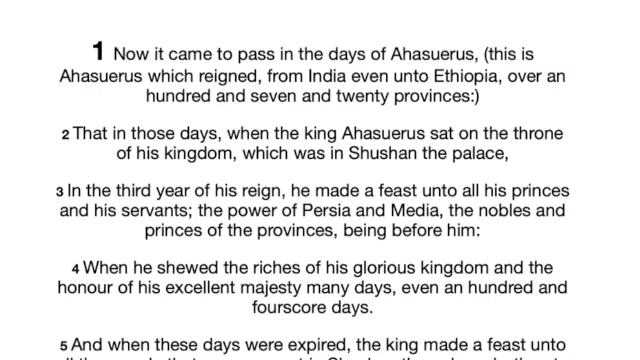 1 Now it came to pass in the days of Ahasuerus, (this is
Ahasuerus which reigned, from India even unto Ethiopia, over an
hundred and seven and twenty provinces:)
2 That in those days, when the king Ahasuerus sat on the throne
of his kingdom, which was in Shushan the palace,
3 In the third year of his reign, he made a feast unto all his princes
and his servants; the power of Persia and Media, the nobles and
princes of the provinces, being before him:
4 When he shewed the riches of his glorious kingdom and the
honour of his excellent majesty many days, even an hundred and
fourscore days.
5 And when these days were expired, the king made a feast unto